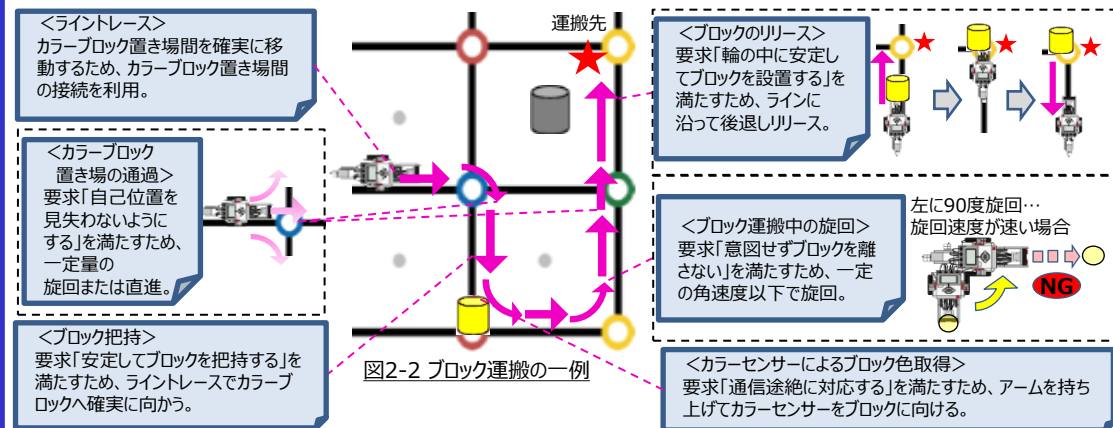 <ライントレース>
カラーブロック置き場間を確実に移
動するため、カラーブロック置き場間
の接続を利用。
運搬先
<ブロックのリリース>
要求「輪の中に安定し
てブロックを設置する」を
満たすため、ラインに
沿って後退しリリース。
<カラーブロック
置き場の通過>
要求「自己位置を
見失わないように
する」を満たすため、
一定量の
旋回または直進。
<ブロック運搬中の旋回>
要求「意図せずブロックを離
さない」を満たすため、一定
の角速度以下で旋回。
左に90度旋回…
旋回速度が速い場合
NG
<ブロック把持>
要求「安定してブロックを把持する」を
満たすため、ライントレースでカラーブ
ロックへ確実に向かう。
図2-2 ブロック運搬の一例
<カラーセンサーによるブロック色取得>
要求「通信途絶に対応する」を満たすため、アームを持ち
上げてカラーセンサーをブロックに向ける。